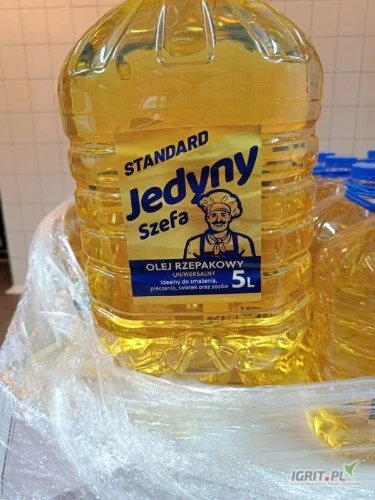 STANDARD
Jedyny
Szefa
OLEJ RZEPAKOWY
UNIWERSALNY
idealny do smażenia,
pieczenia, sałatek oraz sosów
5L
IGRIT.PL